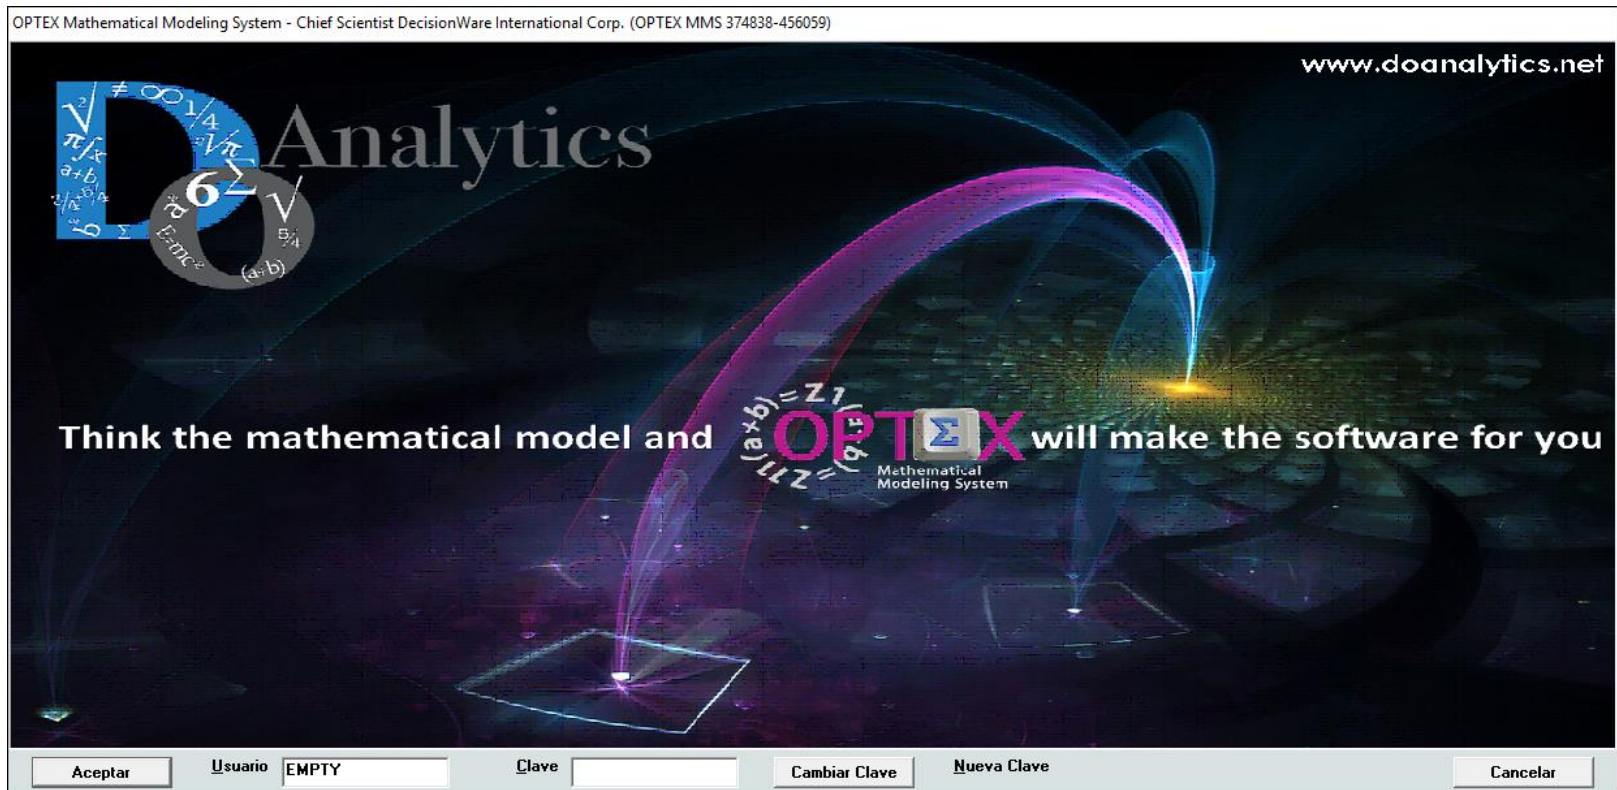 OPTEX Mathematical Modeling System - Chief Scientist DecisionWare International Corp. (OPTEX MMS 374838-456059)
www.doanalytics.net
DO Analytics
Think the mathematical model and OPTEX will make the software for you
Mathematical
Modeling System
Aceptar Usuario EMPTY Clave Cambiar Clave Nueva Clave Cancelar